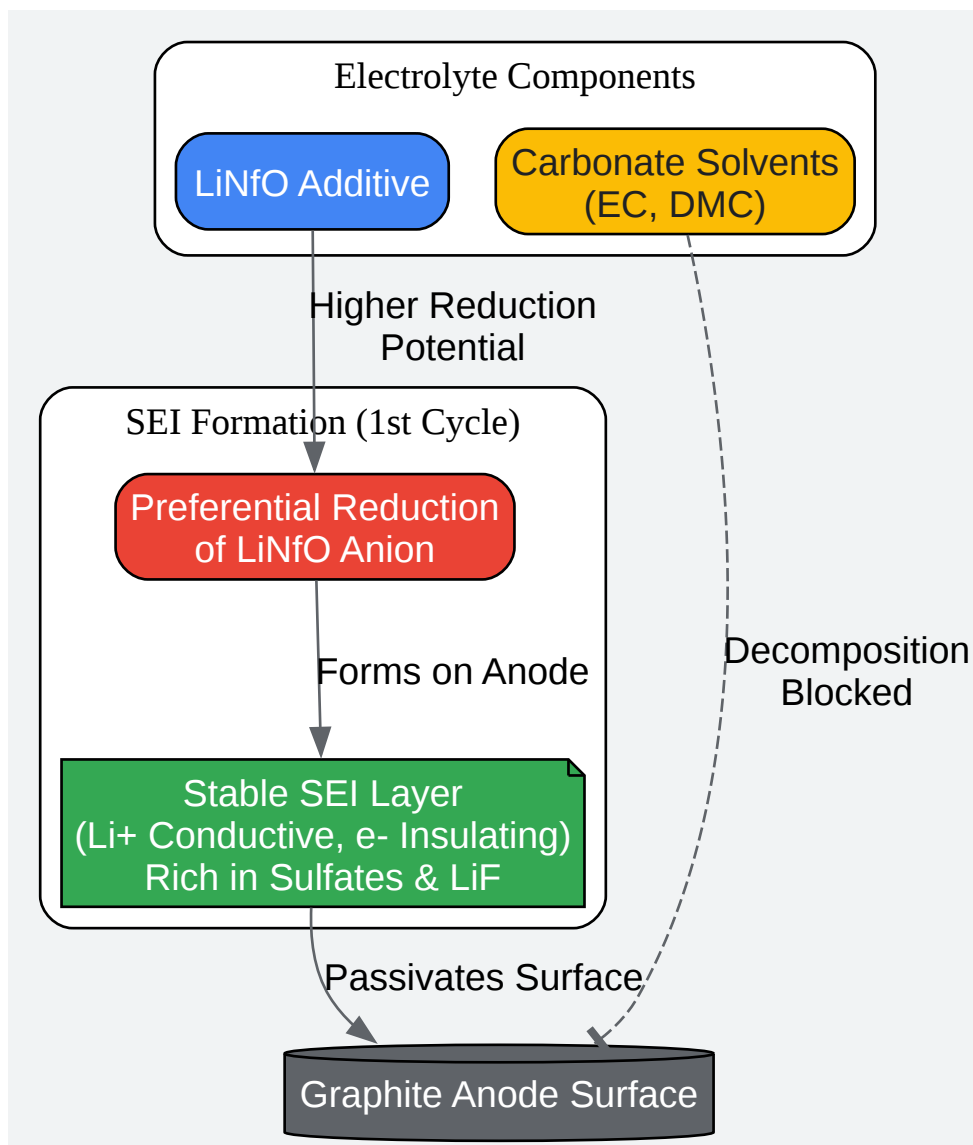 Electrolyte Components
LiNfO Additive
Carbonate Solvents
(EC, DMC)
Higher Reduction
Potential
SEI Formation (1st Cycle)
Preferential Reduction
of LiNfO Anion
Forms on Anode
Decomposition
Blocked
Stable SEI Layer
(Li+ Conductive, e- Insulating)
Rich in Sulfates & LiF
Passivates Surface
Graphite Anode Surface